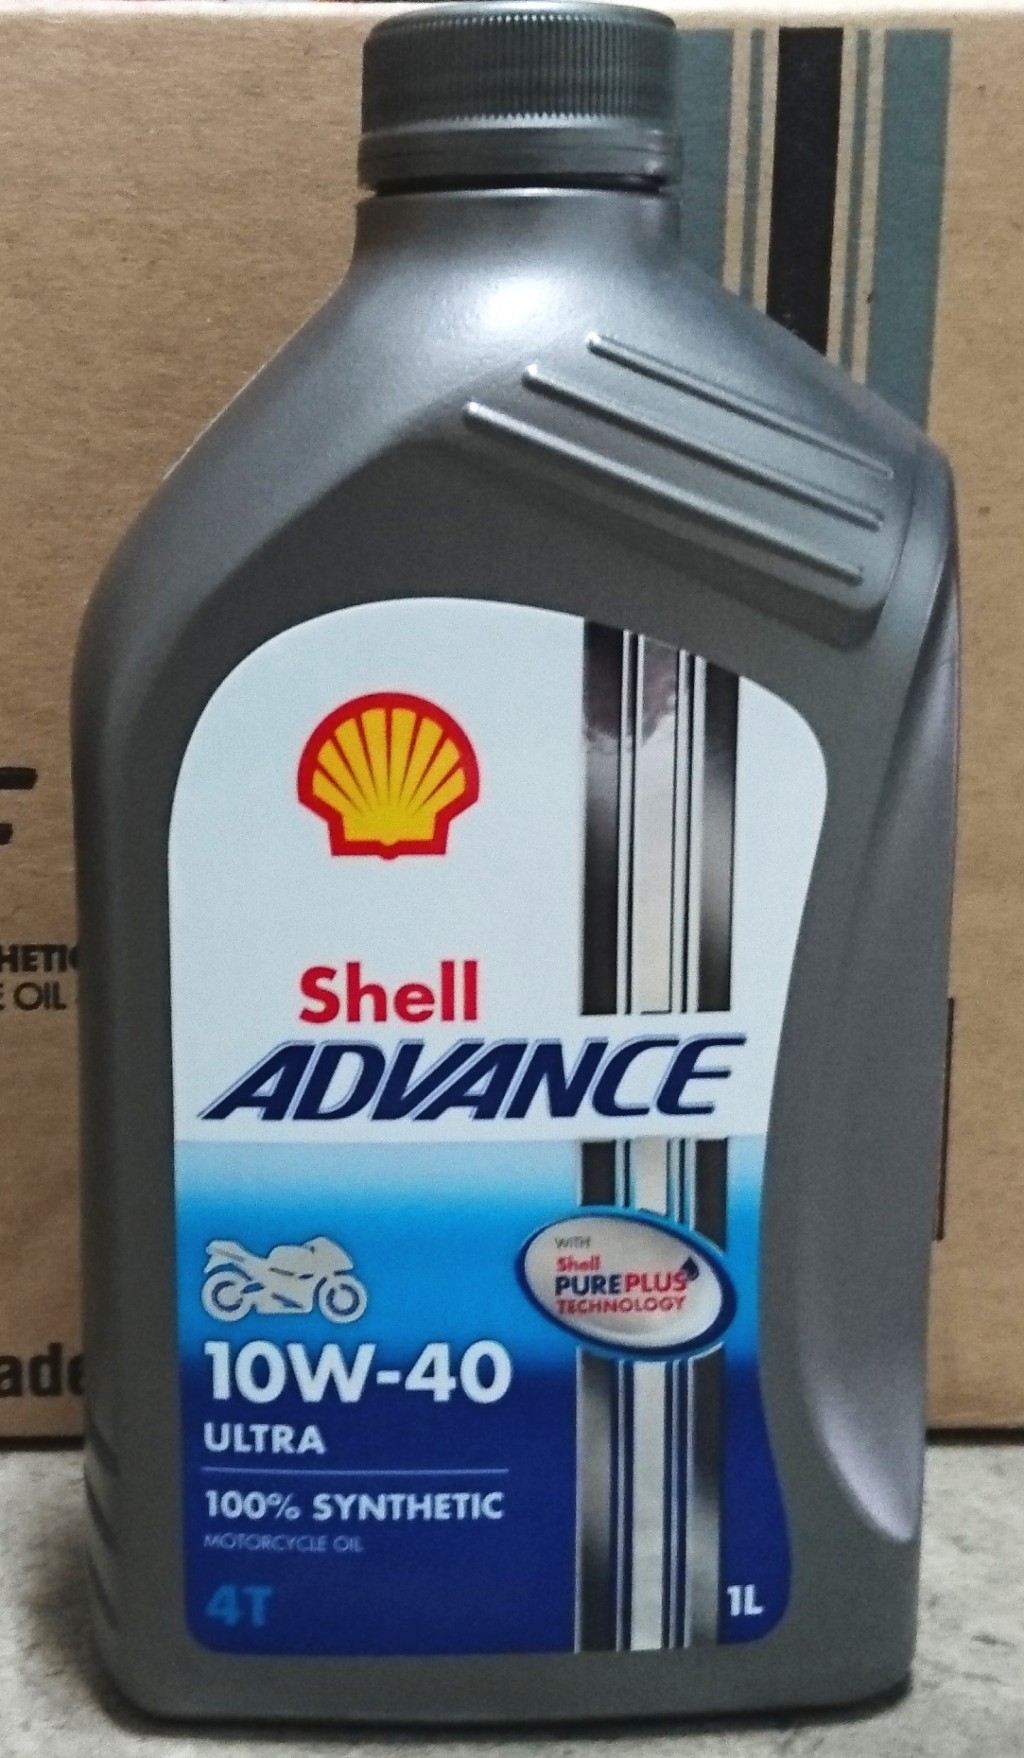 Shell
ADVANCE
WITH
Shell
PUREPLUS
TECHNOLOGY
10W-40
ULTRA
100% SYNTHETIC
MOTORCYCLE OIL
4T
1L
HETIC
E OIL
ade